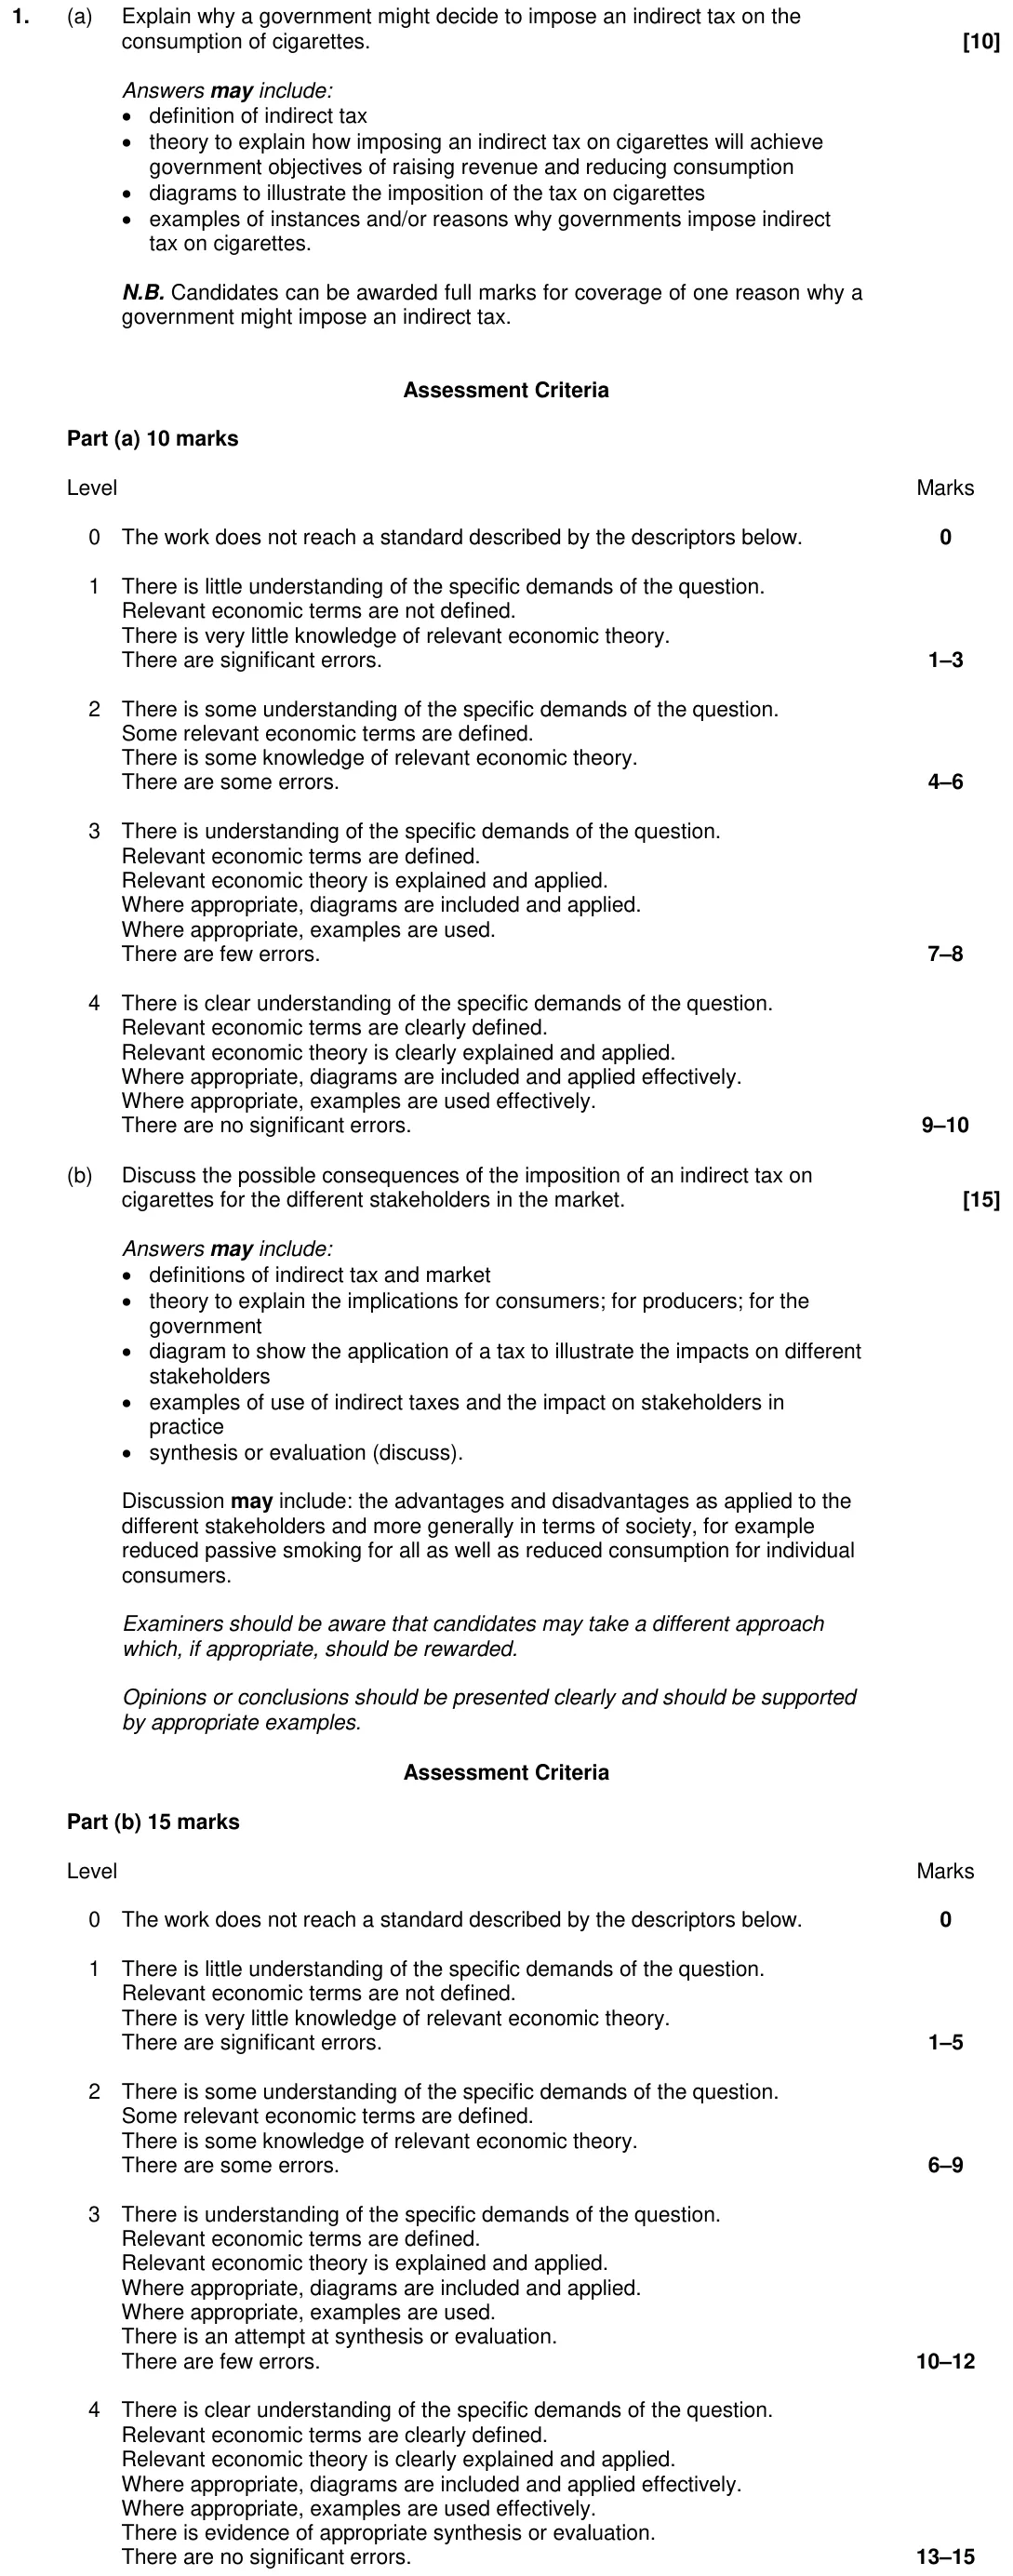 1. (a) Explain why a government might decide to impose an indirect tax on the
consumption of cigarettes. [10]
Answers may include:
• definition of indirect tax
• theory to explain how imposing an indirect tax on cigarettes will achieve
government objectives of raising revenue and reducing consumption
• diagrams to illustrate the imposition of the tax on cigarettes
• examples of instances and/or reasons why governments impose indirect
tax on cigarettes.
N.B. Candidates can be awarded full marks for coverage of one reason why a
government might impose an indirect tax.
Assessment Criteria
Part (a) 10 marks
Level Marks
0 The work does not reach a standard described by the descriptors below. 0
1 There is little understanding of the specific demands of the question.
Relevant economic terms are not defined.
There is very little knowledge of relevant economic theory.
There are significant errors. 1–3
2 There is some understanding of the specific demands of the question.
Some relevant economic terms are defined.
There is some knowledge of relevant economic theory.
There are some errors. 4–6
3 There is understanding of the specific demands of the question.
Relevant economic terms are defined.
Relevant economic theory is explained and applied.
Where appropriate, diagrams are included and applied.
Where appropriate, examples are used.
There are few errors. 7–8
4 There is clear understanding of the specific demands of the question.
Relevant economic terms are clearly defined.
Relevant economic theory is clearly explained and applied.
Where appropriate, diagrams are included and applied effectively.
Where appropriate, examples are used effectively.
There are no significant errors. 9–10
(b) Discuss the possible consequences of the imposition of an indirect tax on
cigarettes for the different stakeholders in the market. [15]
Answers may include:
• definitions of indirect tax and market
• theory to explain the implications for consumers; for producers; for the
government
• diagram to show the application of a tax to illustrate the impacts on different
stakeholders
• examples of use of indirect taxes and the impact on stakeholders in
practice
• synthesis or evaluation (discuss).
Discussion may include: the advantages and disadvantages as applied to the
different stakeholders and more generally in terms of society, for example
reduced passive smoking for all as well as reduced consumption for individual
consumers.
Examiners should be aware that candidates may take a different approach
which, if appropriate, should be rewarded.
Opinions or conclusions should be presented clearly and should be supported
by appropriate examples.
Assessment Criteria
Part (b) 15 marks
Level Marks
0 The work does not reach a standard described by the descriptors below. 0
1 There is little understanding of the specific demands of the question.
Relevant economic terms are not defined.
There is very little knowledge of relevant economic theory.
There are significant errors. 1–5
2 There is some understanding of the specific demands of the question.
Some relevant economic terms are defined.
There is some knowledge of relevant economic theory.
There are some errors. 6–9
3 There is understanding of the specific demands of the question.
Relevant economic terms are defined.
Relevant economic theory is explained and applied.
Where appropriate, diagrams are included and applied.
Where appropriate, examples are used.
There is an attempt at synthesis or evaluation.
There are few errors. 10–12
4 There is clear understanding of the specific demands of the question.
Relevant economic terms are clearly defined.
Relevant economic theory is clearly explained and applied.
Where appropriate, diagrams are included and applied effectively.
Where appropriate, examples are used effectively.
There is evidence of appropriate synthesis or evaluation.
There are no significant errors. 13–15